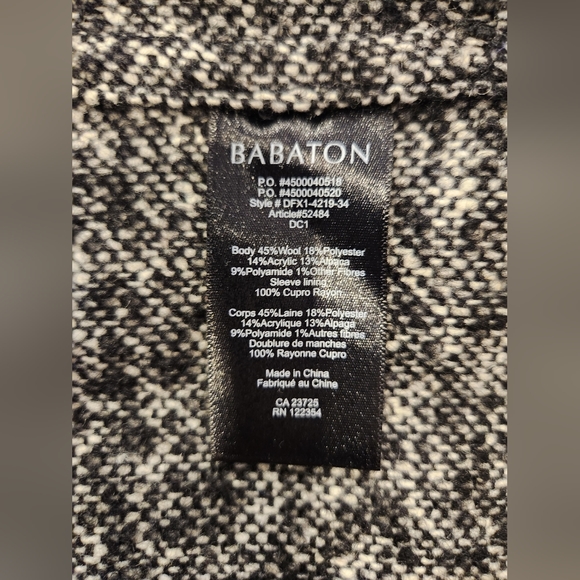 BABATON
P.O. #4500040518
P.O. #4500040520
Style # DFX1-4219-34
Article#52484
DC1
Body 45%Wool 18%Polyester
14%Acrylic 13%Alpaca
9%Polyamide 1%Other Fibres
Sleeve lining:
100% Cupro Rayon
Corps 45%Laine 18%Polyester
14%Acrylique 13%Alpaga
9%Polyamide 1%Autres fibres
Doublure de manches
100% Rayonne Cupro
Made in China
Fabriqué au Chine
CA 23725
RN 122354